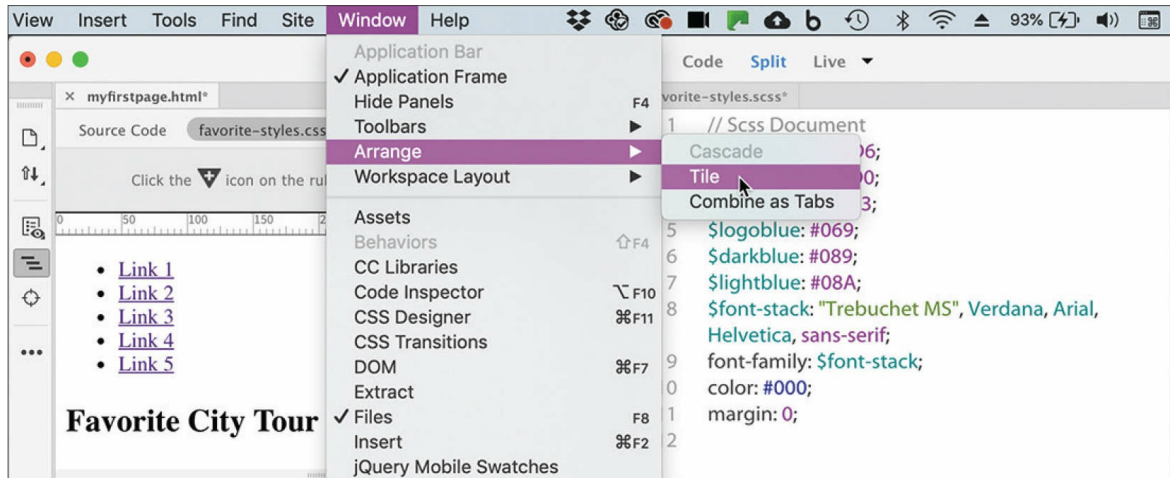 View Insert Tools Find Site Window Help 93%
Code Split Live
× myfirstpage.html*
vorite-styles.scss*
Source Code favorite-styles.css
Click the icon on the rul
0 50 100 150 2
Link 1
Link 2
Link 3
Link 4
Link 5
Favorite City Tour
Application Bar
✓ Application Frame
Hide Panels F4
Toolbars ▶
Arrange ▶
Workspace Layout ▶
Assets
Behaviors ⇧F4
CC Libraries
Code Inspector ⌥F10
CSS Designer ⌘F11
CSS Transitions
DOM ⌘F7
Extract
✓ Files F8
Insert ⌘F2
jQuery Mobile Swatches
Cascade
Tile
Combine as Tabs
1 // Scss Document
6;
0;
3;
5 $logoblue: #069;
6 $darkblue: #089;
7 $lightblue: #08A;
8 $font-stack: "Trebuchet MS", Verdana, Arial,
Helvetica, sans-serif;
9 font-family: $font-stack;
0 color: #000;
1 margin: 0;
2